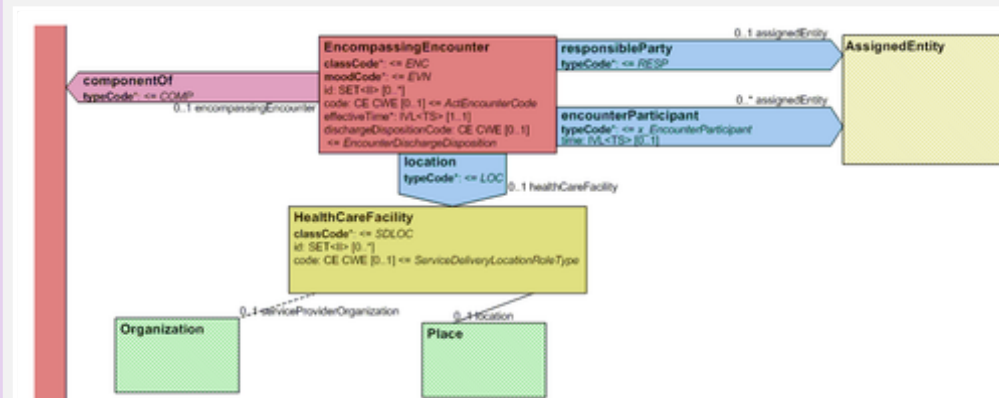 0..1 assignedEntity
EncompassingEncounter
classCode*: <= ENC
moodCode*: <= EVN
id: SET<II> [0..*]
code: CE CWE [0..1] <= ActEncounterCode
effectiveTime*: IVL<TS> [1..1]
dischargeDispositionCode: CE CWE [0..1]
<= EncounterDischargeDisposition
responsibleParty
typeCode*: <= RESP
AssignedEntity
componentOf
typeCode*: <= COMP
0..1 encompassingEncounter
0..* assignedEntity
encounterParticipant
typeCode*: <= x_EncounterParticipant
time: IVL<TS> [0..1]
location
typeCode*: <= LOC
0..1 healthCareFacility
HealthCareFacility
classCode*: <= SDLOC
id: SET<II> [0..*]
code: CE CWE [0..1] <= ServiceDeliveryLocationRoleType
0..1 serviceProviderOrganization
0..1 location
Organization
Place